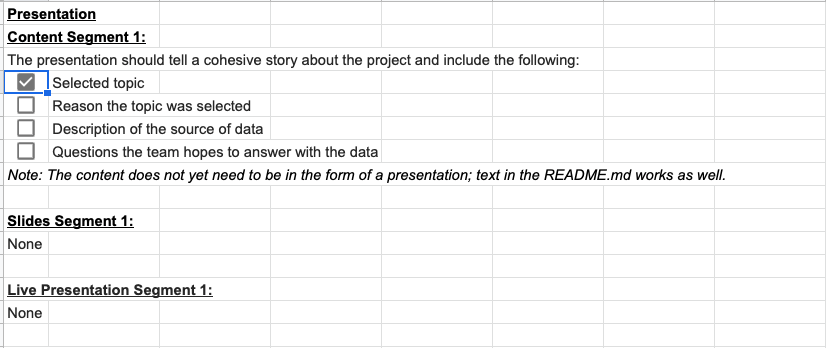 Presentation
Content Segment 1:
The presentation should tell a cohesive story about the project and include the following:
Selected topic
Reason the topic was selected
Description of the source of data
Questions the team hopes to answer with the data
Note: The content does not yet need to be in the form of a presentation; text in the README.md works as well.
Slides Segment 1:
None
Live Presentation Segment 1:
None